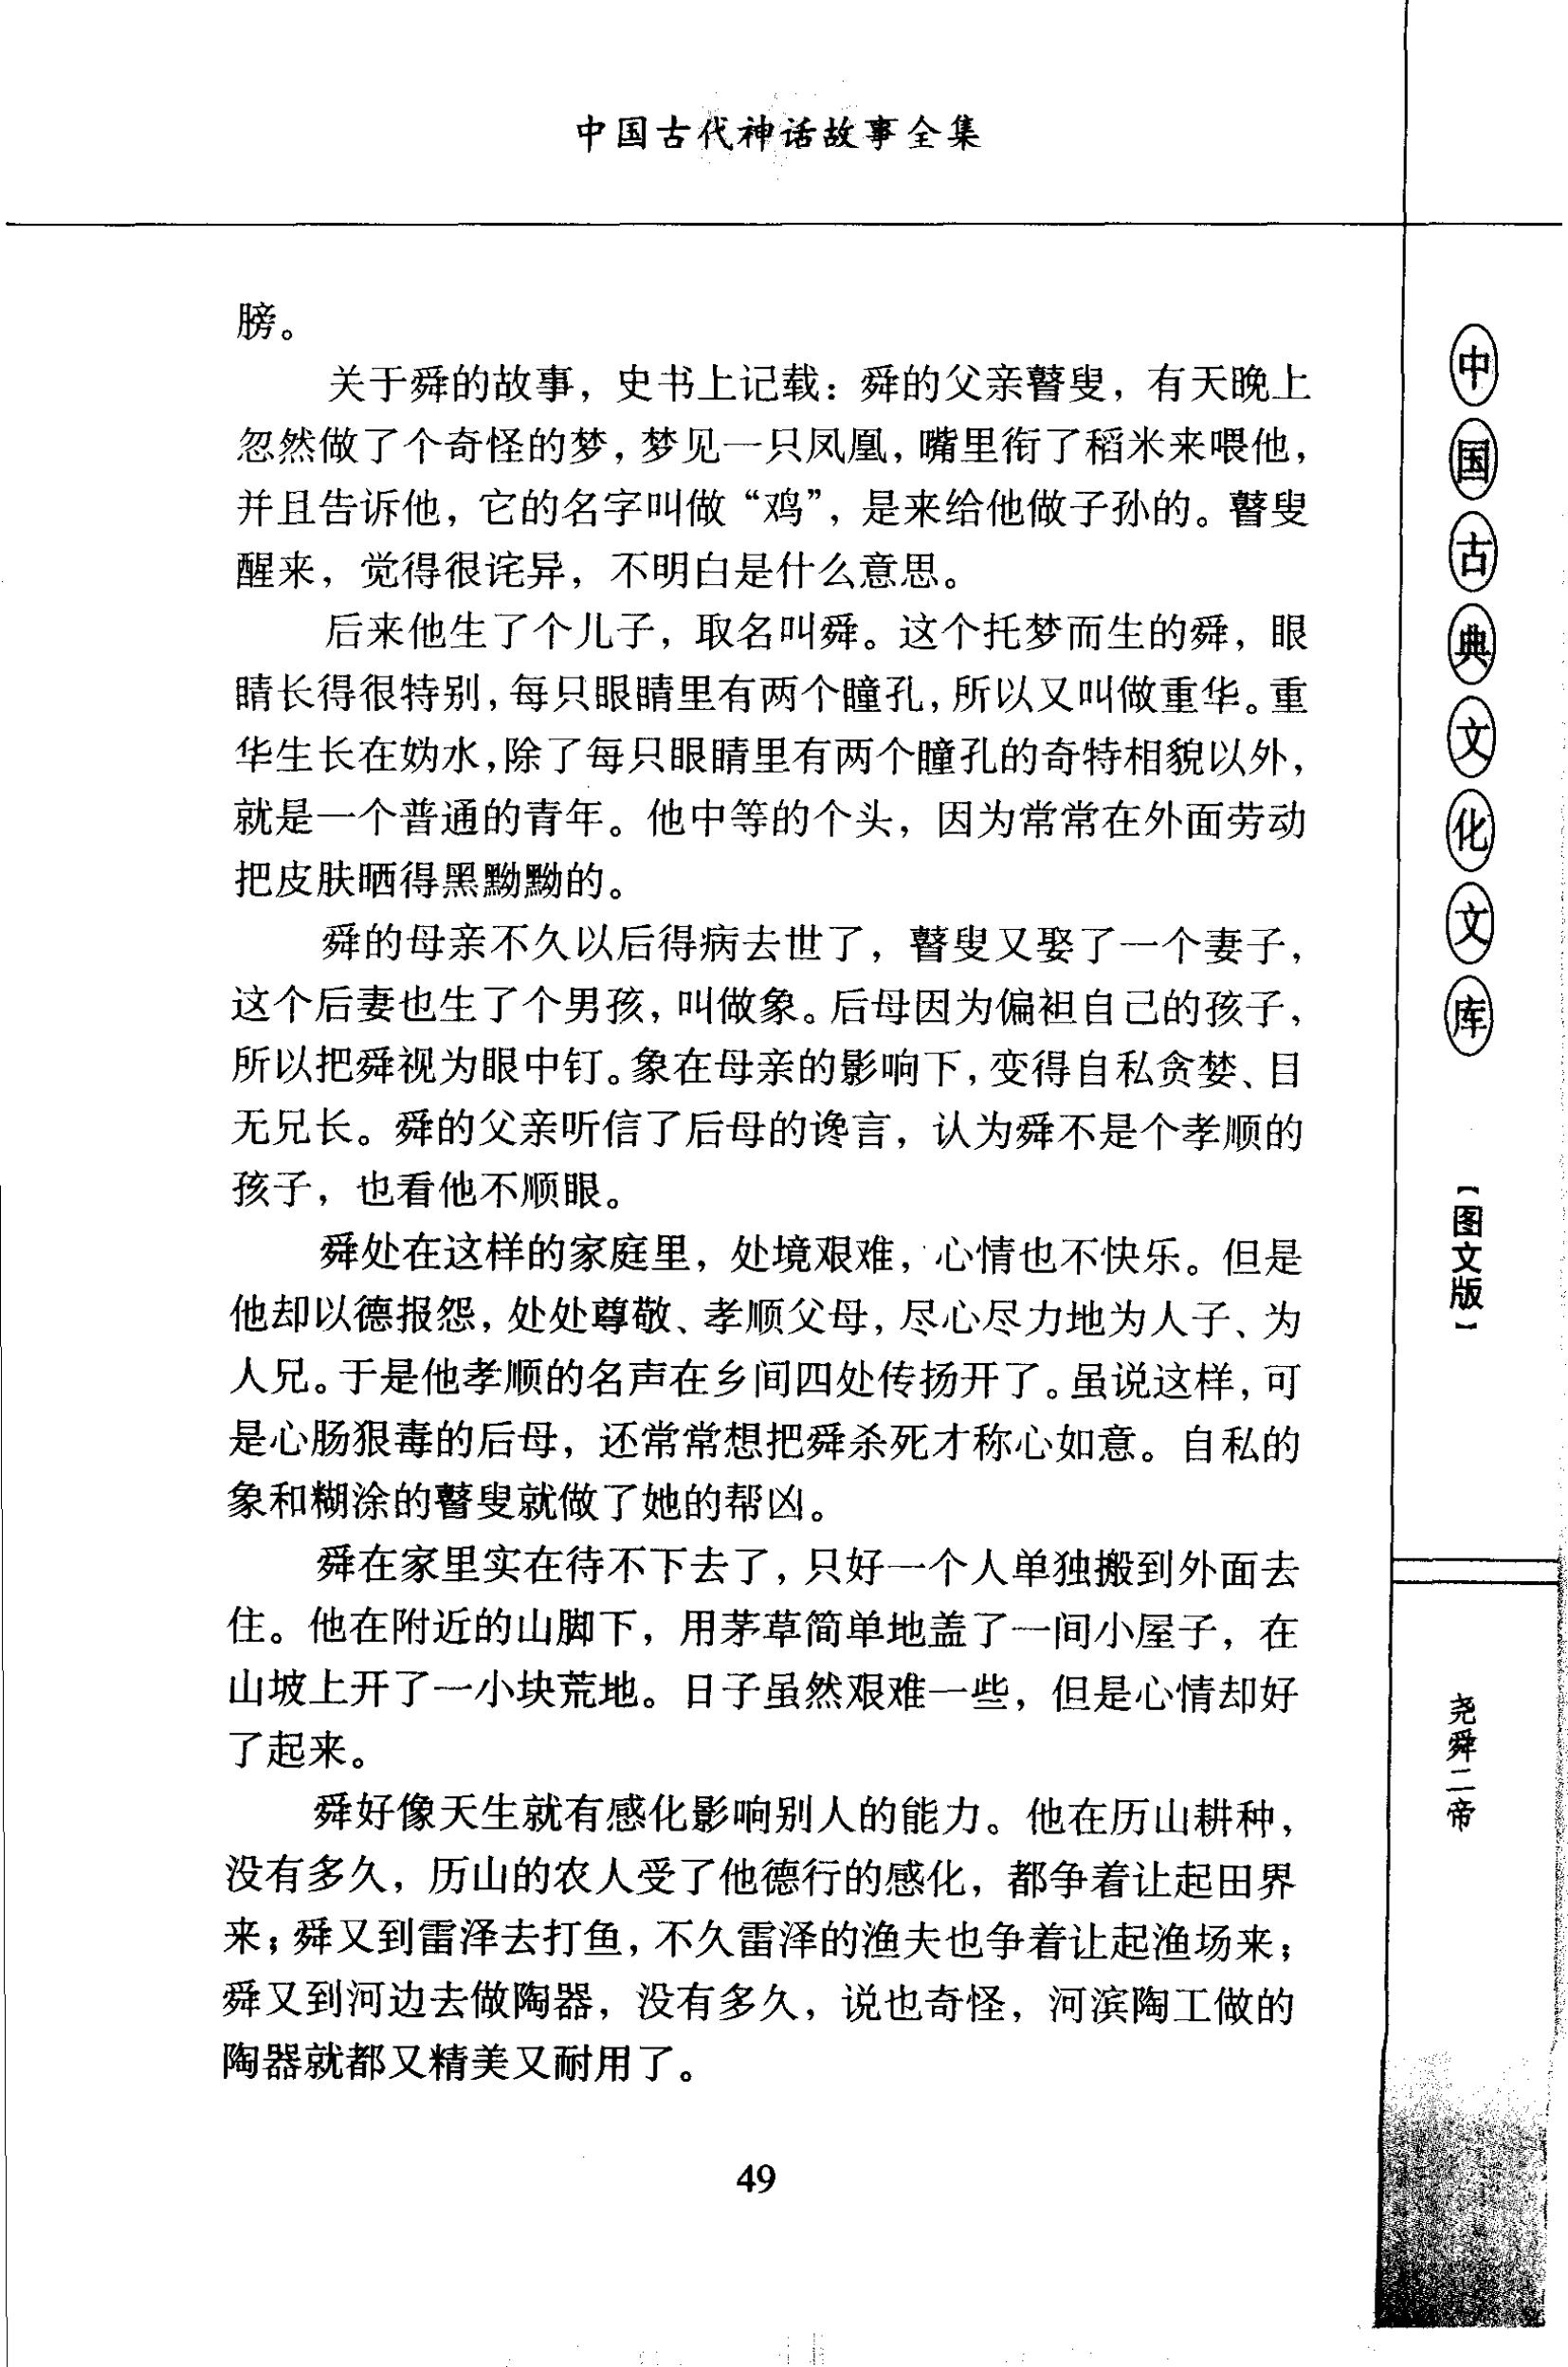 中国古代神话故事全集
膀。
关于舜的故事，史书上记载：舜的父亲瞽叟，有天晚上
忽然做了个奇怪的梦，梦见一只凤凰，嘴里衔了稻米来喂他，
并且告诉他，它的名字叫做“鸡”，是来给他做子孙的。瞽叟
醒来，觉得很诧异，不明白是什么意思。
后来他生了个儿子，取名叫舜。这个托梦而生的舜，眼
睛长得很特别，每只眼睛里有两个瞳孔，所以又叫做重华。重
华生长在妫水，除了每只眼睛里有两个瞳孔的奇特相貌以外，
就是一个普通的青年。他中等的个头，因为常常在外面劳动
把皮肤晒得黑黝黝的。
舜的母亲不久以后得病去世了，瞽叟又娶了一个妻子，
这个后妻也生了个男孩，叫做象。后母因为偏袒自己的孩子，
所以把舜视为眼中钉。象在母亲的影响下，变得自私贪婪、目
无兄长。舜的父亲听信了后母的谗言，认为舜不是个孝顺的
孩子，也看他不顺眼。
舜处在这样的家庭里，处境艰难，心情也不快乐。但是
他却以德报怨，处处尊敬、孝顺父母，尽心尽力地为人子、为
人兄。于是他孝顺的名声在乡间四处传扬开了。虽说这样，可
是心肠狠毒的后母，还常常想把舜杀死才称心如意。自私的
象和糊涂的瞽叟就做了她的帮凶。
舜在家里实在待不下去了，只好一个人单独搬到外面去
住。他在附近的山脚下，用茅草简单地盖了一间小屋子，在
山坡上开了一小块荒地。日子虽然艰难一些，但是心情却好
了起来。
舜好像天生就有感化影响别人的能力。他在历山耕种，
没有多久，历山的农人受了他德行的感化，都争着让起田界
来；舜又到雷泽去打鱼，不久雷泽的渔夫也争着让起渔场来；
舜又到河边去做陶器，没有多久，说也奇怪，河滨陶工做的
陶器就都又精美又耐用了。
49
中国古典文化文库
【图文版】
尧舜二帝